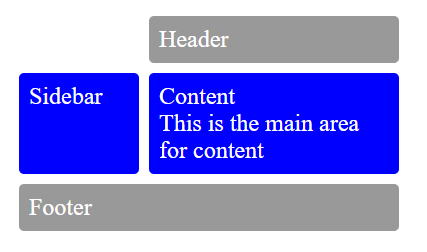 Header
Sidebar
Content
This is the main area
for content
Footer